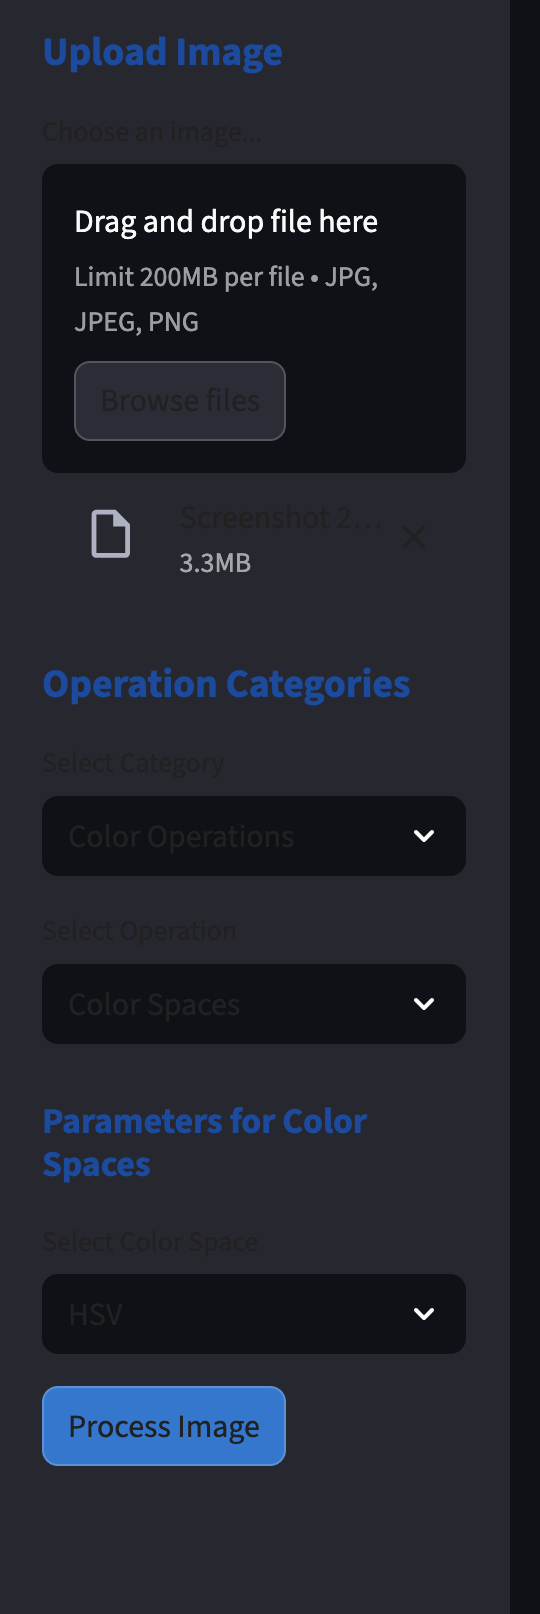 Upload Image
Choose an image...
Drag and drop file here
Limit 200MB per file • JPG,
JPEG, PNG
Browse files
Screenshot 2...
3.3MB
Operation Categories
Select Category
Color Operations
Select Operation
Color Spaces
Parameters for Color
Spaces
Select Color Space
HSV
Process Image